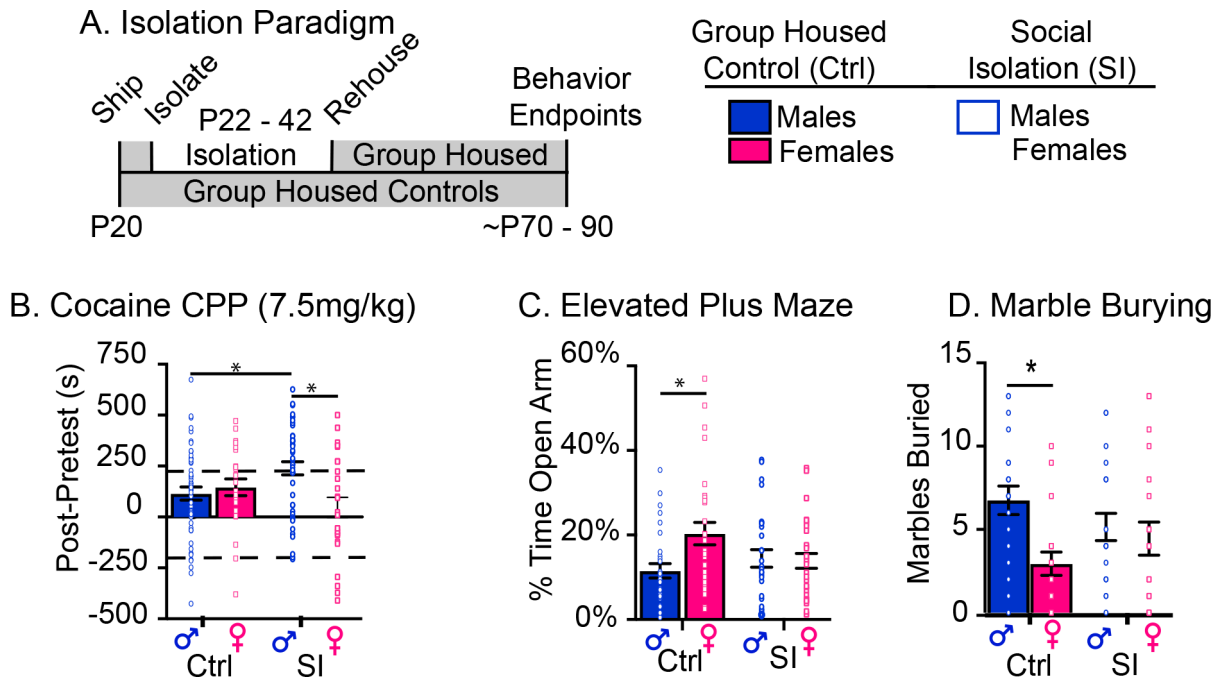 A. Isolation Paradigm
Ship
Isolate
P22 - 42
Rehouse
Behavior
Endpoints
Isolation
Group Housed
Group Housed Controls
P20
~P70 - 90
Group Housed
Control (Ctrl)
Social
Isolation (SI)
Males
Females
Males
Females
B. Cocaine CPP (7.5mg/kg)
Post-Pretest (s)
750
500
250
0
-250
-500
*
*
♂ ♀ ♂ ♀
Ctrl SI
C. Elevated Plus Maze
% Time Open Arm
60%
40%
20%
0%
*
♂ ♀ ♂ ♀
Ctrl SI
D. Marble Burying
Marbles Buried
15
10
5
0
*
♂ ♀ ♂ ♀
Ctrl SI